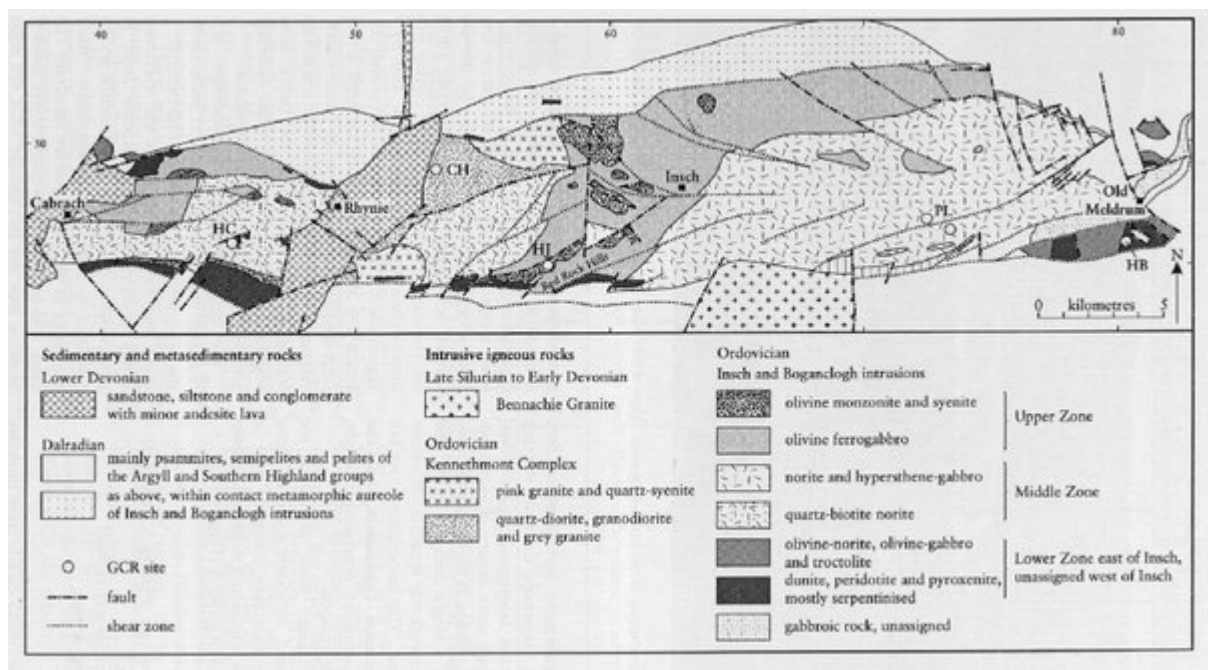 40
50
60
80
30
Cabrach
HC
Rhynie
CH
HI
Red Rock Hills
Insch
PL
Old
Meldrum
HB
N
0 kilometres 5
Sedimentary and metasedimentary rocks
Lower Devonian
sandstone, siltstone and conglomerate
with minor andesite lava
Dalradian
mainly psammites, semipelites and pelites of
the Argyll and Southern Highland groups
as above, within contact metamorphic aureole
of Insch and Boganclogh intrusions
GCR site
fault
shear zone
Intrusive igneous rocks
Late Silurian to Early Devonian
Bennachie Granite
Ordovician
Kennethmont Complex
pink granite and quartz-syenite
quartz-diorite, granodiorite
and grey granite
Ordovician
Insch and Boganclogh intrusions
olivine monzonite and syenite
olivine ferrogabbro
Upper Zone
norite and hypersthene-gabbro
quartz-biotite norite
Middle Zone
olivine-norite, olivine-gabbro
and troctolite
dunite, peridotite and pyroxenite,
mostly serpentinised
Lower Zone east of Insch,
unassigned west of Insch
gabbroic rock, unassigned